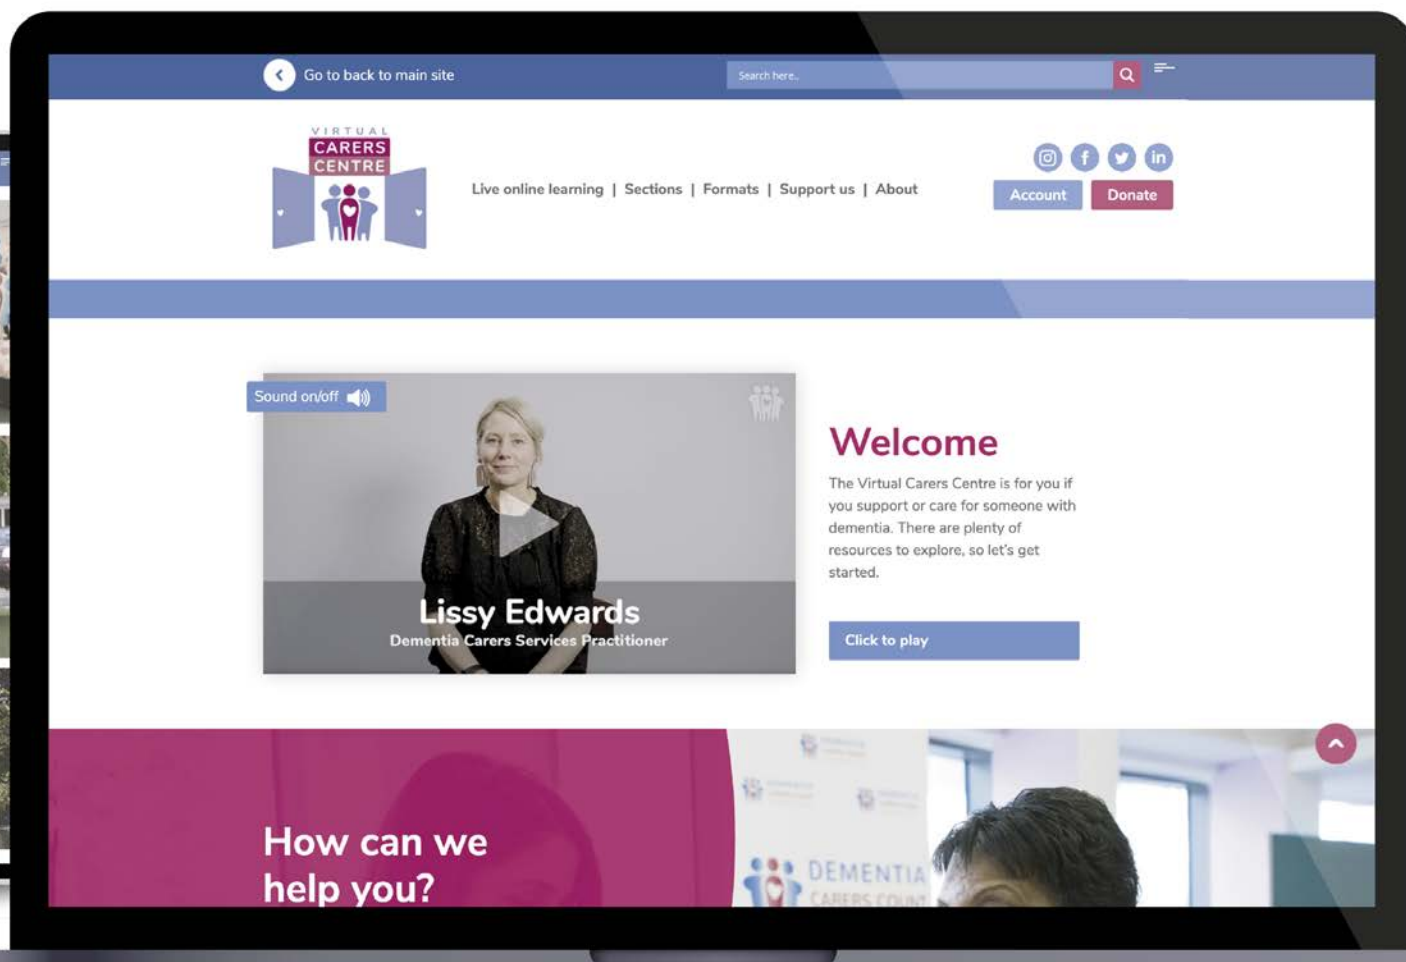 Go to back to main site
Search here..
VIRTUAL
CARERS
CENTRE
Live online learning | Sections | Formats | Support us | About
Account
Donate
Sound on/off
Lissy Edwards
Dementia Carers Services Practitioner
Welcome
The Virtual Carers Centre is for you if
you support or care for someone with
dementia. There are plenty of
resources to explore, so let's get
started.
Click to play
How can we
help you?
DEMENTIA
CARERS COUNT